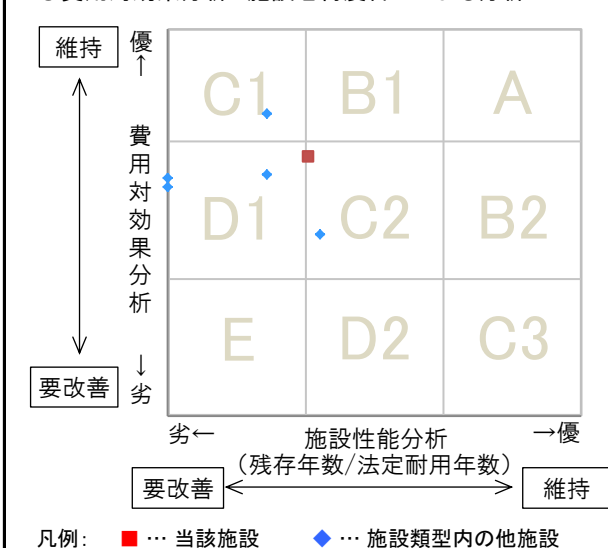 維持
優
↑
費用対効果分析
↓
劣
要改善
C1 B1 A
D1 C2 B2
E D2 C3
劣← 施設性能分析 →優
(残存年数/法定耐用年数)
要改善 維持
凡例: ■ … 当該施設 ◆ … 施設類型内の他施設